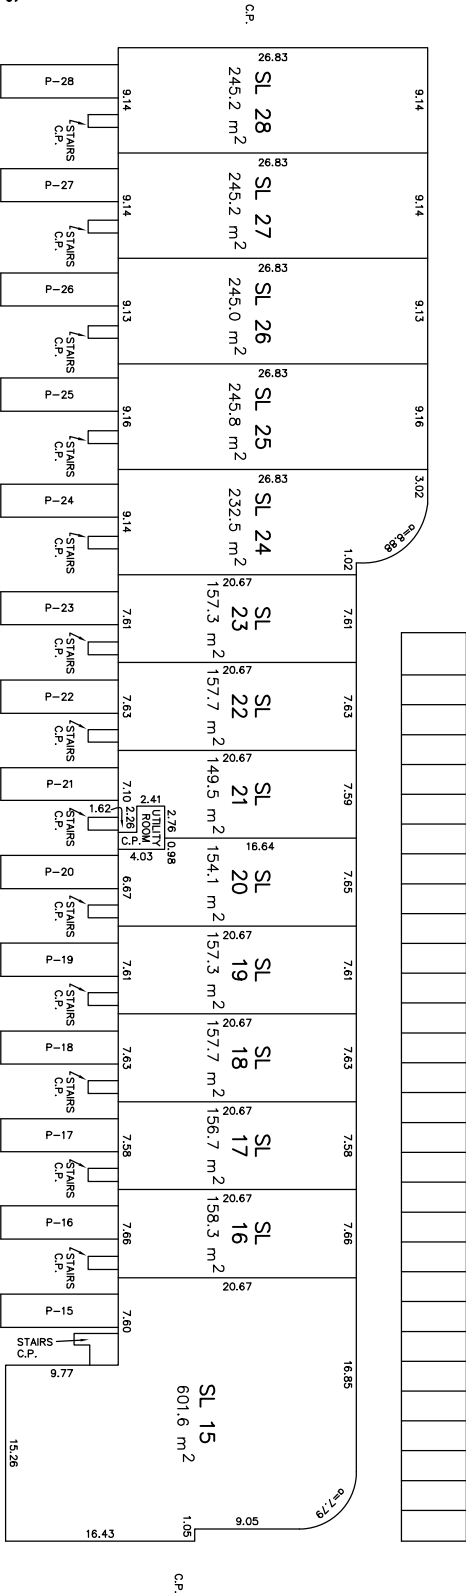 C.P.
26.83
SL 28
245.2 m²
9.14
9.14
P-28
STAIRS
C.P.
26.83
SL 27
245.2 m²
9.14
9.14
P-27
STAIRS
C.P.
26.83
SL 26
245.0 m²
9.13
9.13
P-26
STAIRS
C.P.
26.83
SL 25
245.8 m²
9.16
9.16
P-25
STAIRS
C.P.
26.83
SL 24
232.5 m²
9.14
3.02
a=8.88
1.02
P-24
STAIRS
C.P.
20.67
SL
23
157.3 m²
7.61
7.61
P-23
STAIRS
C.P.
20.67
SL
22
157.7 m²
7.63
7.63
P-22
STAIRS
C.P.
20.67
SL
21
149.5 m²
7.10
7.59
P-21
STAIRS
C.P.
1.62
2.26
2.41
UTILITY
ROOM
C.P.
2.76
0.98
4.03
16.64
SL
20
154.1 m²
6.67
7.65
P-20
STAIRS
C.P.
20.67
SL
19
157.3 m²
7.61
7.61
P-19
STAIRS
C.P.
20.67
SL
18
157.7 m²
7.63
7.63
P-18
STAIRS
C.P.
20.67
SL
17
156.7 m²
7.58
7.58
P-17
STAIRS
C.P.
20.67
SL
16
158.3 m²
7.66
7.66
P-16
STAIRS
C.P.
20.67
P-15
7.60
STAIRS
C.P.
9.77
SL 15
601.6 m²
16.85
15.26
a=7.79
9.05
1.05
16.43
C.P.